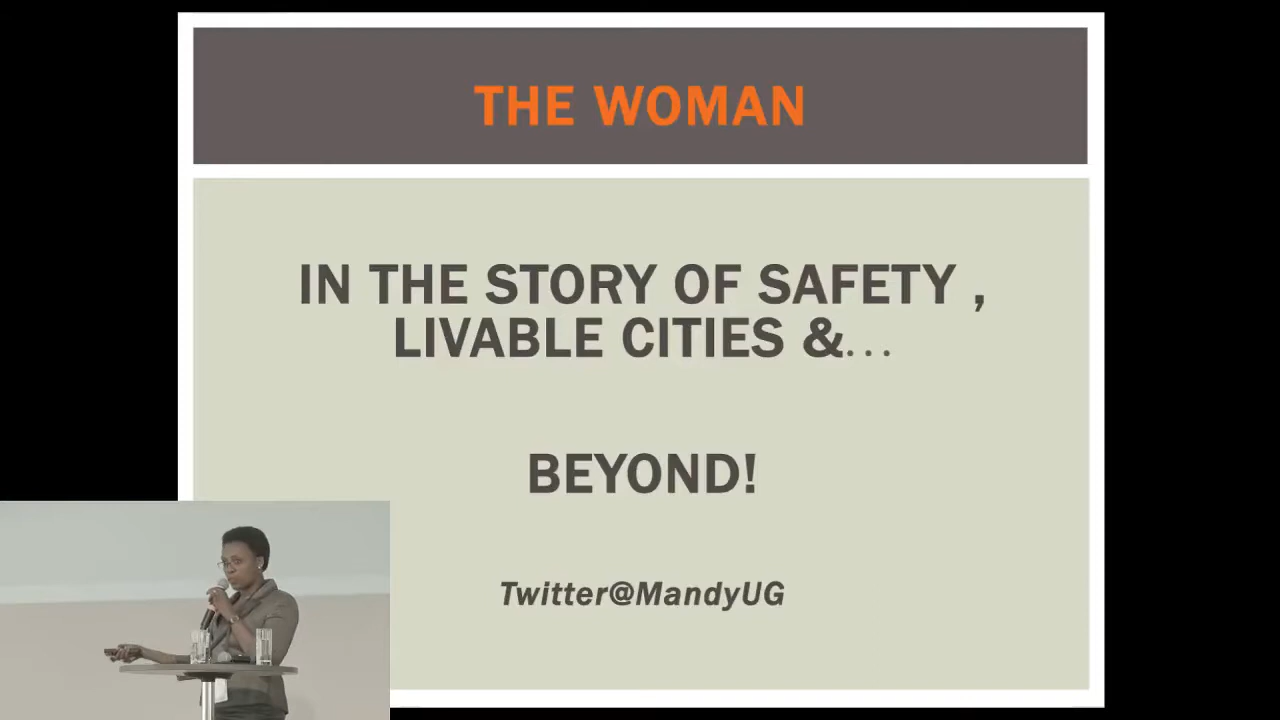 THE WOMAN
IN THE STORY OF SAFETY ,
LIVABLE CITIES &...
BEYOND!
Twitter@MandyUG